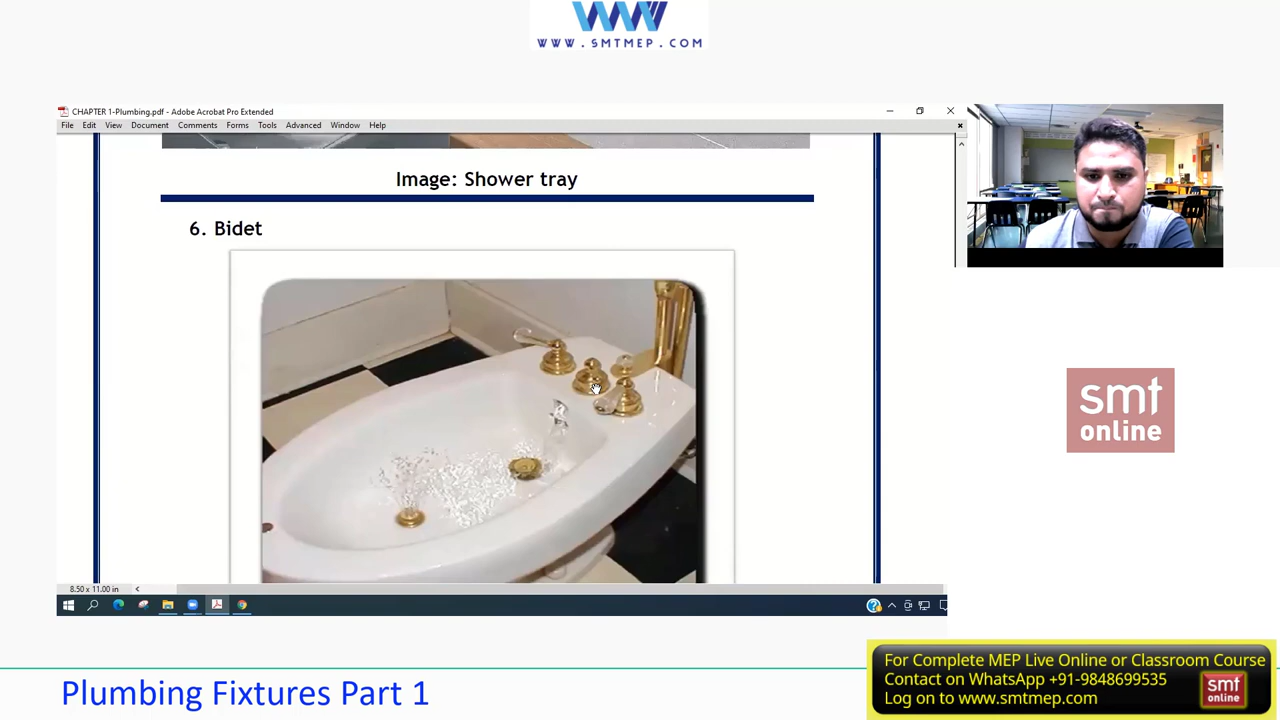 WWW.SMTMEP.COM
CHAPTER 1-Plumbing.pdf - Adobe Acrobat Pro Extended
File Edit View Document Comments Forms Tools Advanced Window Help
Image: Shower tray
6. Bidet
smt
online
8.50 x 11.00 in
Plumbing Fixtures Part 1
For Complete MEP Live Online or Classroom Course
Contact on WhatsApp +91-9848699535
Log on to www.smtmep.com
smt
online